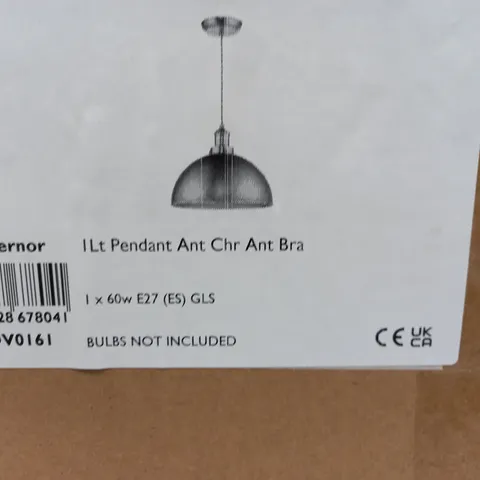 ernor 1Lt Pendant Ant Chr Ant Bra
1 x 60w E27 (ES) GLS
28 678041
V0161 BULBS NOT INCLUDED
CE UK CA